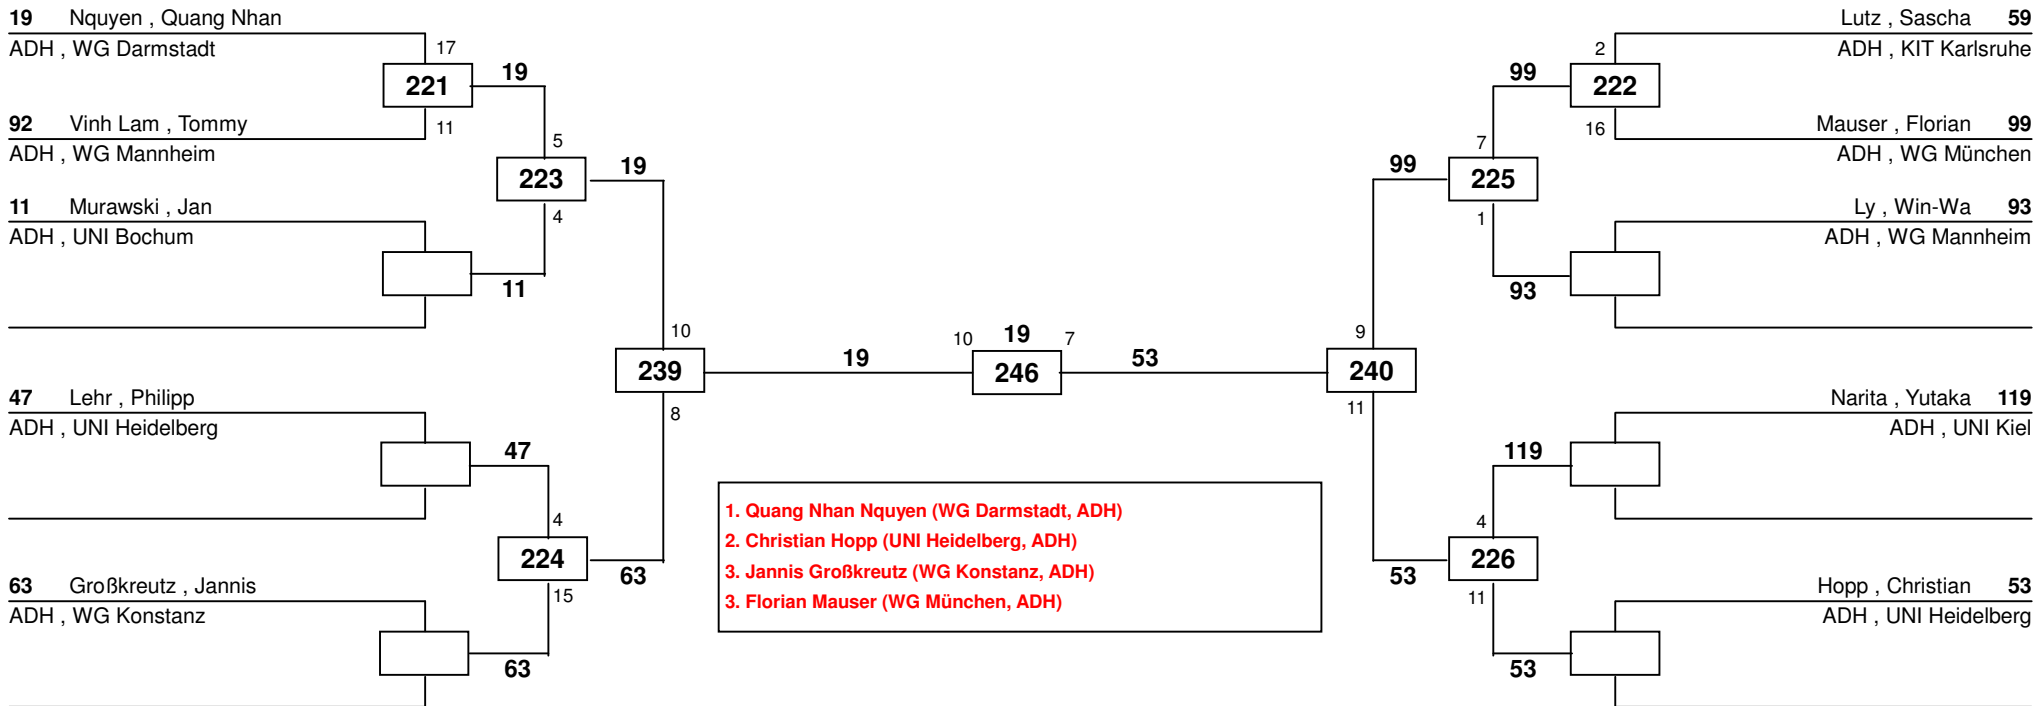 19 Nquyen , Quang Nhan
ADH , WG Darmstadt
17
221
19
92 Vinh Lam , Tommy
11
ADH , WG Mannheim
5
223
19
11 Murawski , Jan
4
ADH , UNI Bochum
11
10
239
19
8
47 Lehr , Philipp
ADH , UNI Heidelberg
47
4
224
63
15
63 Großkreutz , Jannis
ADH , WG Konstanz
63
10 19 7
246
53
1. Quang Nhan Nquyen (WG Darmstadt, ADH)
2. Christian Hopp (UNI Heidelberg, ADH)
3. Jannis Großkreutz (WG Konstanz, ADH)
3. Florian Mauser (WG München, ADH)
Lutz , Sascha 59
2
ADH , KIT Karlsruhe
99
222
16
Mauser , Florian 99
ADH , WG München
7
99
225
1
Ly , Win-Wa 93
ADH , WG Mannheim
93
9
240
11
Narita , Yutaka 119
ADH , UNI Kiel
119
4
226
53
11
Hopp , Christian 53
ADH , UNI Heidelberg
53